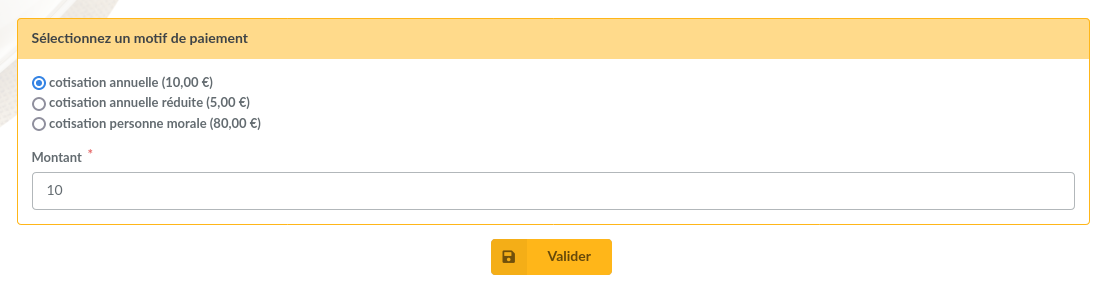 Sélectionnez un motif de paiement
cotisation annuelle (10,00 €)
cotisation annuelle réduite (5,00 €)
cotisation personne morale (80,00 €)
Montant *
10
Valider